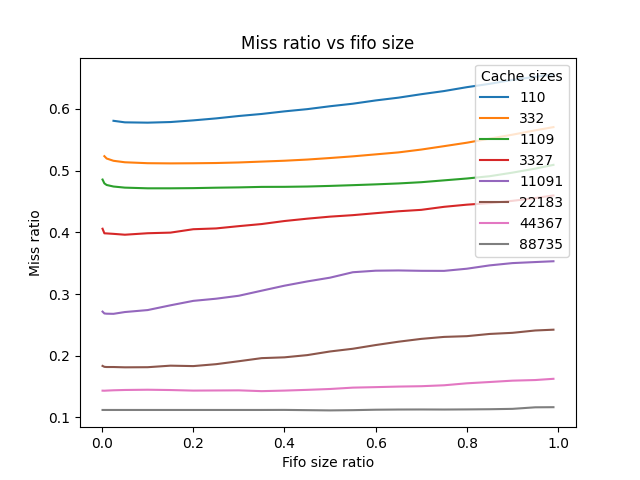 Miss ratio vs fifo size
Cache sizes
110
332
1109
3327
11091
22183
44367
88735
Miss ratio
0.6
0.5
0.4
0.3
0.2
0.1
0.0 0.2 0.4 0.6 0.8 1.0
Fifo size ratio